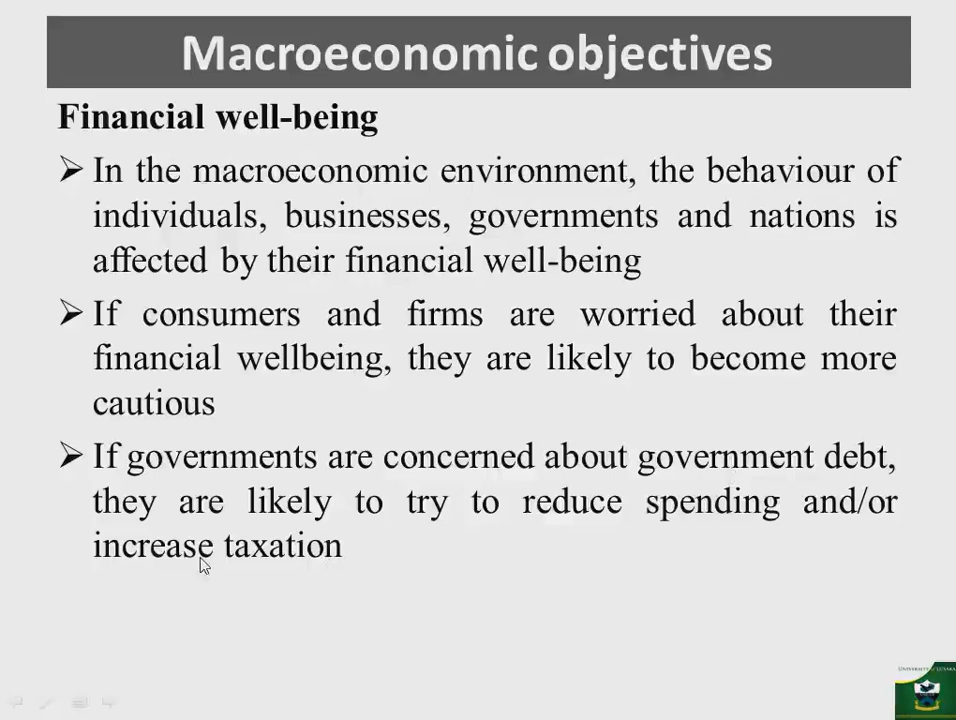 Macroeconomic objectives
Financial well-being
➢ In the macroeconomic environment, the behaviour of
individuals, businesses, governments and nations is
affected by their financial well-being
➢ If consumers and firms are worried about their
financial wellbeing, they are likely to become more
cautious
➢ If governments are concerned about government debt,
they are likely to try to reduce spending and/or
increase taxation
UNIVERSITY of LUSAKA